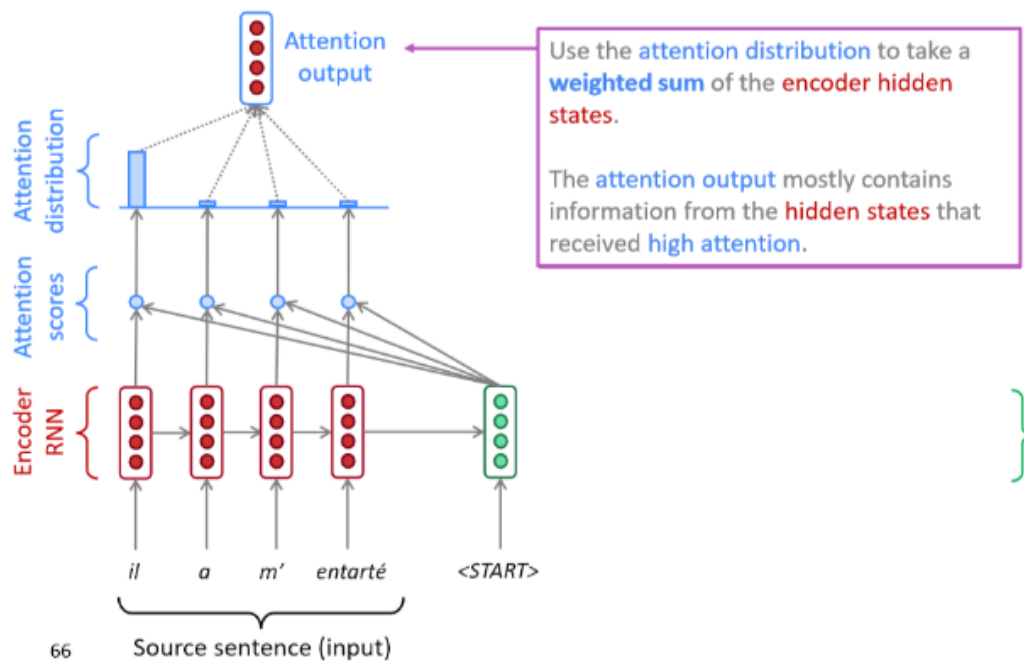 Attention
output
Use the attention distribution to take a
weighted sum of the encoder hidden
states.
The attention output mostly contains
information from the hidden states that
received high attention.
Attention
distribution
Attention
scores
Encoder
RNN
il a m' entarté <START>
66 Source sentence (input)